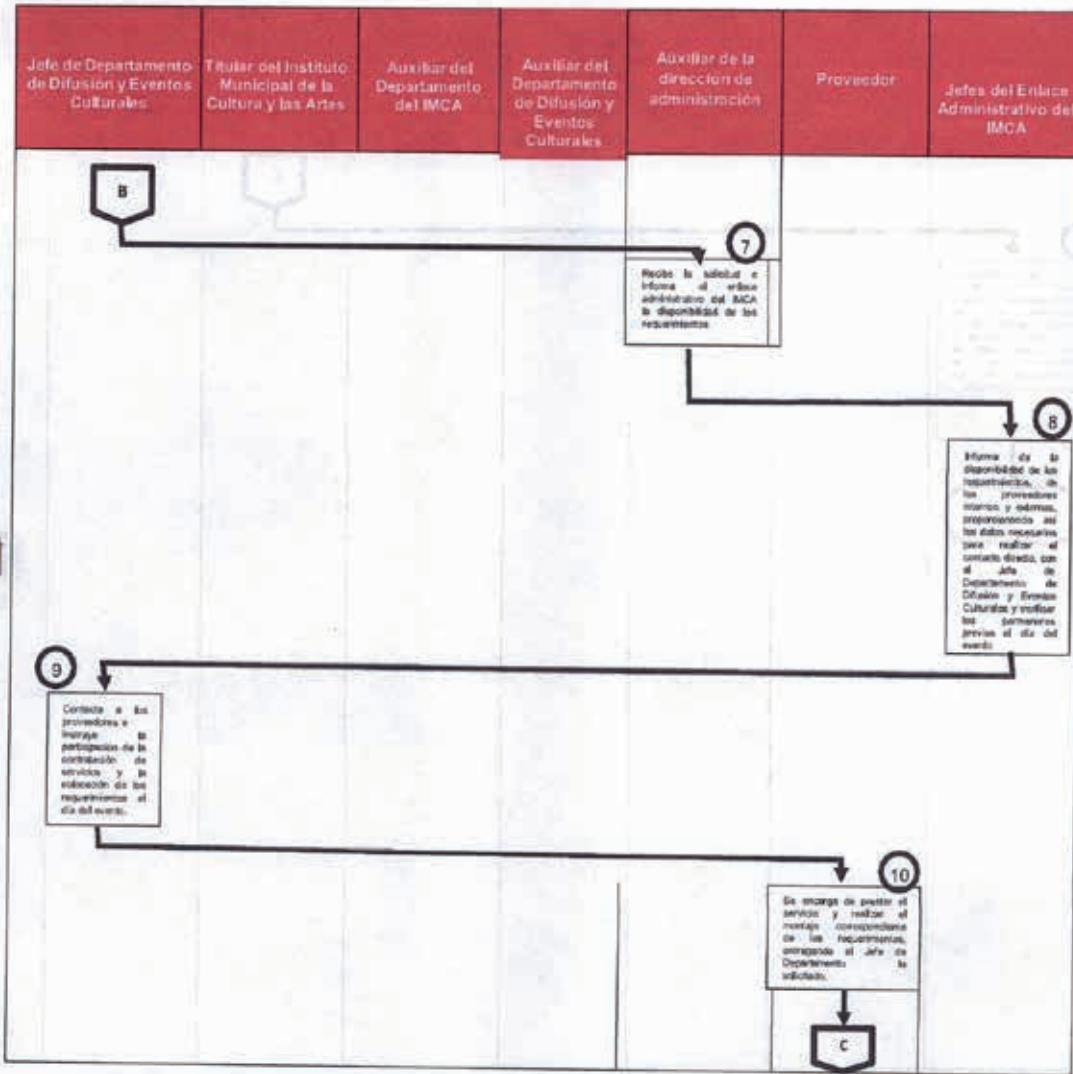 Jefe de Departamento
de Difusión y Eventos
Culturales
Titular del Instituto
Municipal de la
Cultura y las Artes
Auxiliar del
Departamento
del IMCA
Auxiliar del
Departamento
de Difusión y
Eventos
Culturales
Auxiliar de la
dirección de
administración
Proveedor
Jefes del Enlace
Administrativo del
IMCA
B
7
Recibe la solicitud e
informa al enlace
administrativo del IMCA
la disponibilidad de los
requerimientos
8
Informa de la
disponibilidad de los
requerimientos, de
los proveedores
internos y externos,
proporcionando así
los datos necesarios
para realizar el
contacto directo, con
el Jefe de
Departamento de
Difusión y Eventos
Culturales y verificar
los pormenores
previos al día del
evento
9
Contacta a los
proveedores e
instruye la
participación de la
contratación de
servicios y la
colocación de los
requerimientos el
día del evento.
10
Se encarga de prestar el
servicio y realizar el
montaje correspondiente
de los requerimientos,
entregando al Jefe de
Departamento lo
solicitado.
C